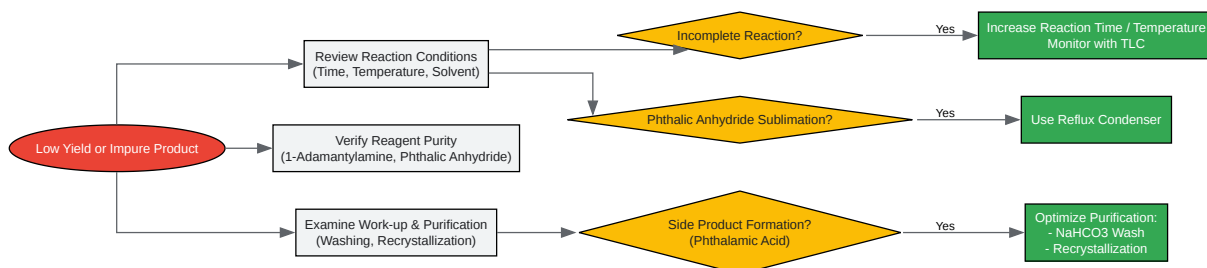 Low Yield or Impure Product
Review Reaction Conditions
(Time, Temperature, Solvent)
Incomplete Reaction?
Yes
Increase Reaction Time / Temperature
Monitor with TLC
Phthalic Anhydride Sublimation?
Yes
Use Reflux Condenser
Verify Reagent Purity
(1-Adamantylamine, Phthalic Anhydride)
Examine Work-up & Purification
(Washing, Recrystallization)
Side Product Formation?
(Phthalamic Acid)
Yes
Optimize Purification:
- NaHCO3 Wash
- Recrystallization